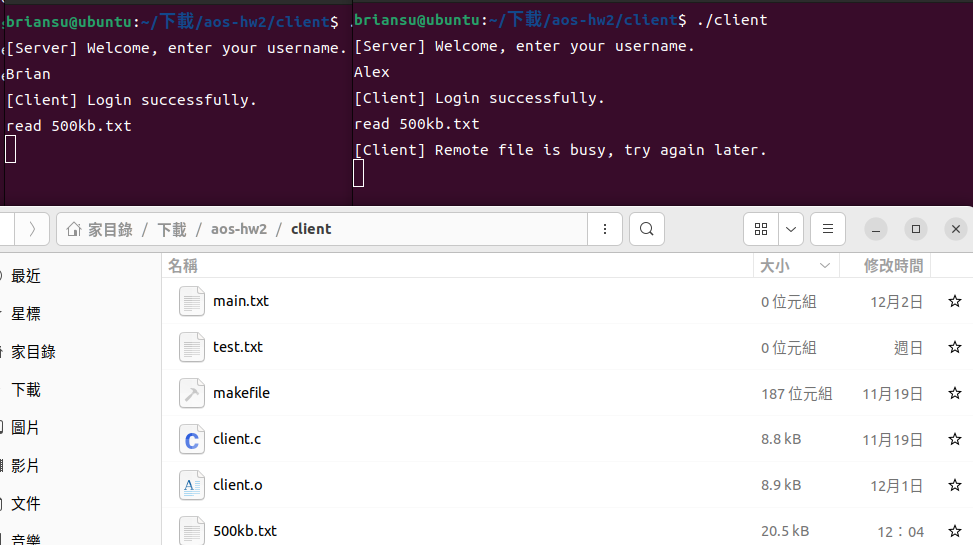 briansu@ubuntu:~/下載/aos-hw2/client$ .
[Server] Welcome, enter your username.
Brian
[Client] Login successfully.
read 500kb.txt
briansu@ubuntu:~/下載/aos-hw2/client$ ./client
[Server] Welcome, enter your username.
Alex
[Client] Login successfully.
read 500kb.txt
[Client] Remote file is busy, try again later.
家目錄 / 下載 / aos-hw2 / client
最近
星標
家目錄
下載
圖片
影片
文件
音樂
名稱 大小 修改時間
main.txt 0 位元組 12月2日
test.txt 0 位元組 週日
makefile 187 位元組 11月19日
client.c 8.8 kB 11月19日
client.o 8.9 kB 12月1日
500kb.txt 20.5 kB 12：04